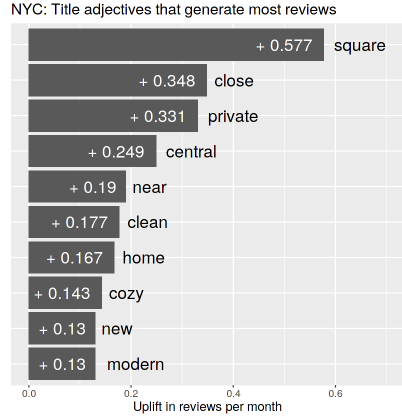 NYC: Title adjectives that generate most reviews
+ 0.577 square
+ 0.348 close
+ 0.331 private
+ 0.249 central
+ 0.19 near
+ 0.177 clean
+ 0.167 home
+ 0.143 cozy
+ 0.13 new
+ 0.13 modern
0.0 0.2 0.4 0.6
Uplift in reviews per month